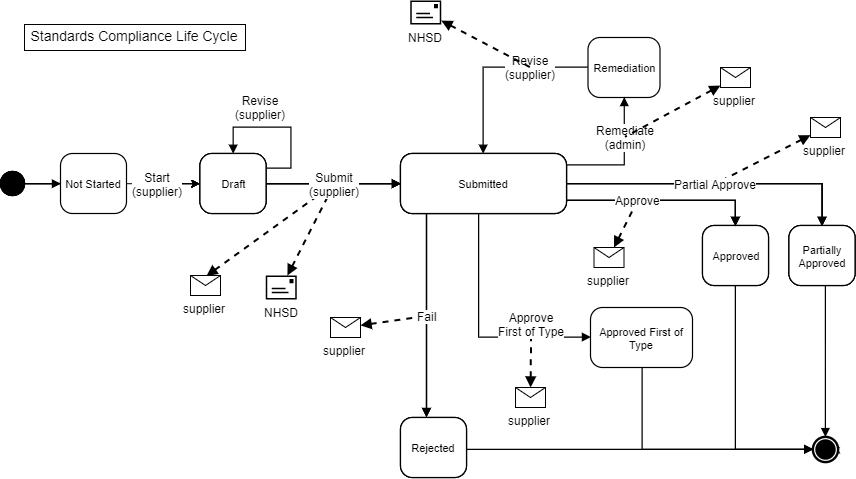 Standards Compliance Life Cycle
NHSD
Revise
(supplier)
Remediation
supplier
Revise
(supplier)
Remediate
(admin)
supplier
Not Started
Start
(supplier)
Draft
Submit
(supplier)
Submitted
Partial Approve
Approve
supplier
NHSD
supplier
Approved
Partially
Approved
Fail
supplier
Approve
First of Type
Approved First of
Type
supplier
Rejected